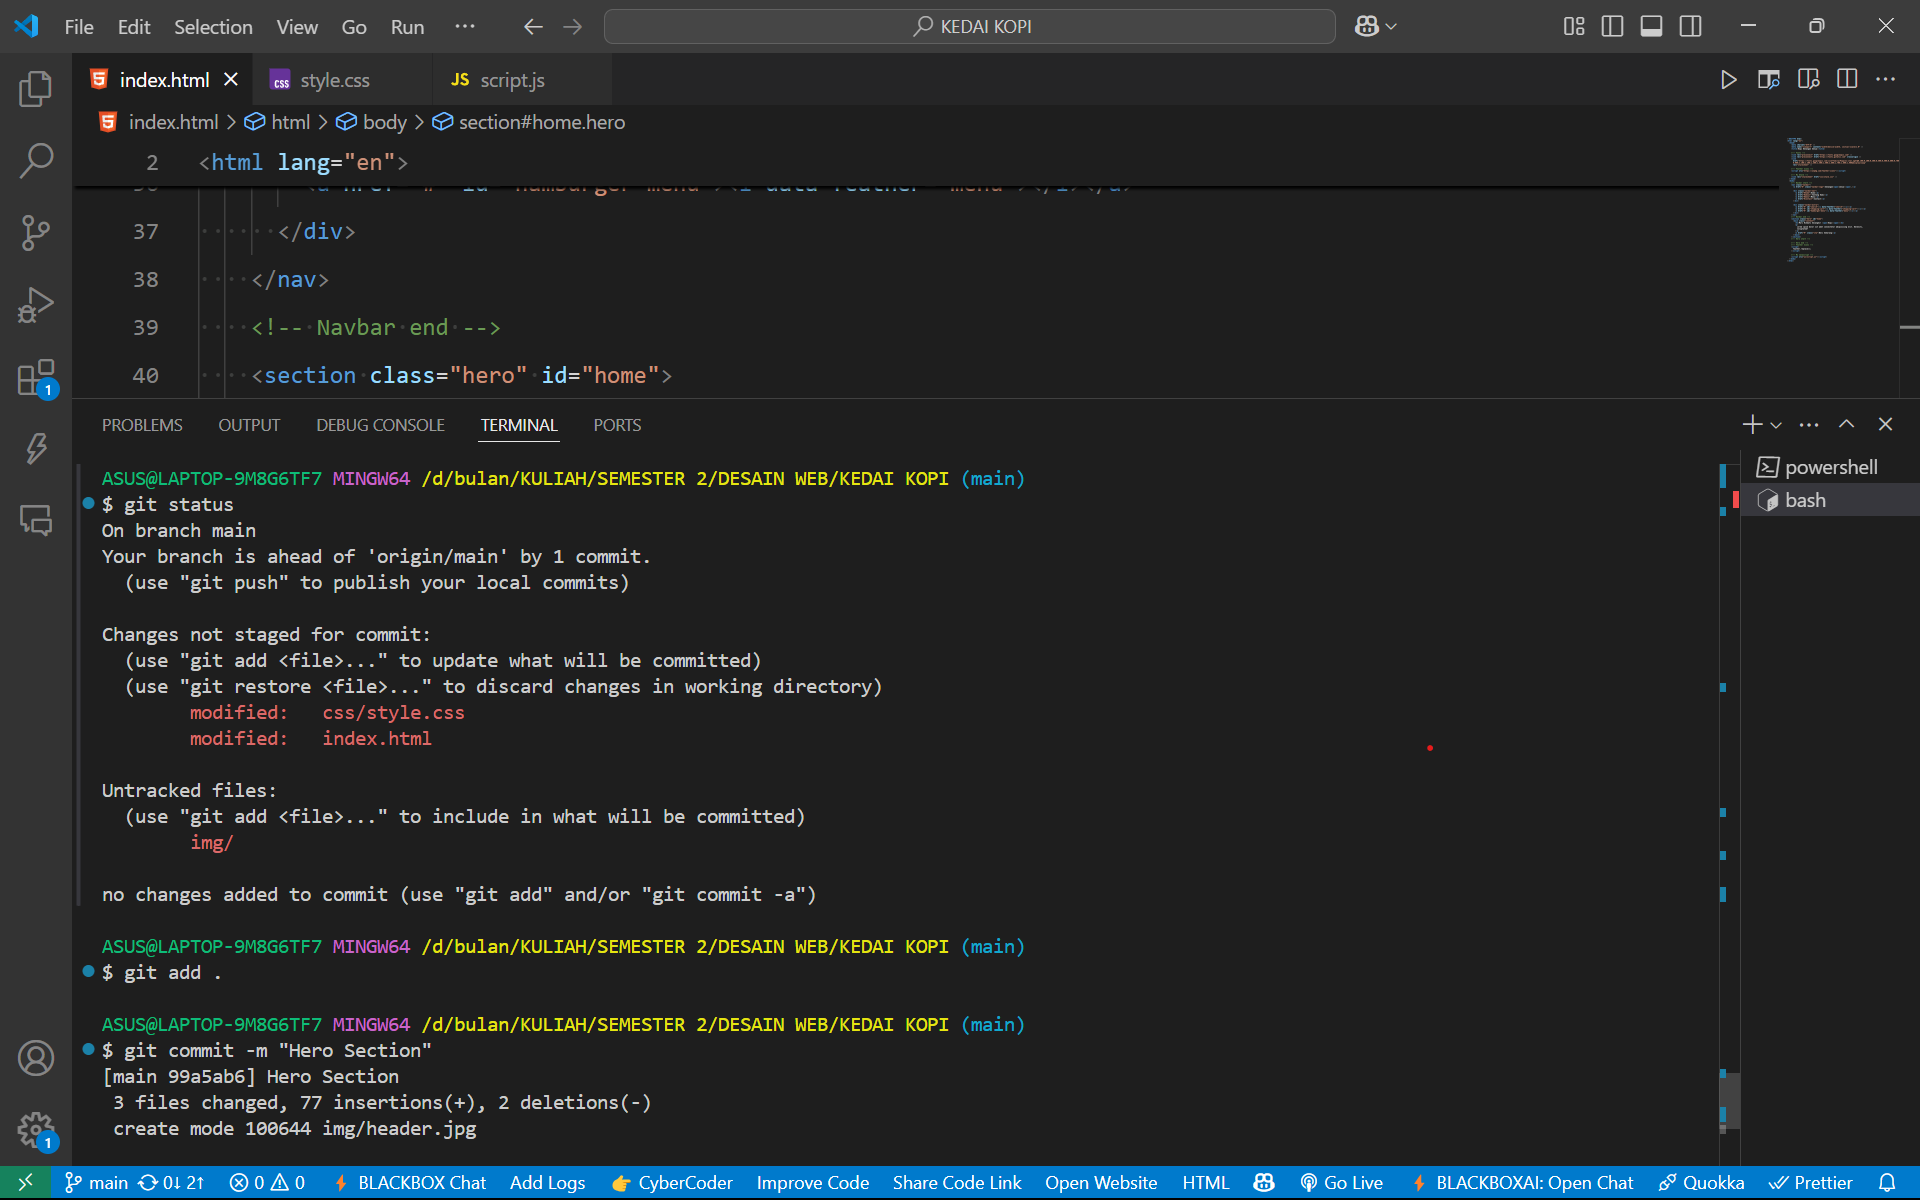 File Edit Selection View Go Run ··· KEDAI KOPI
index.html style.css script.js
index.html > html > body > section#home.hero
2 <html lang="en">
37 </div>
38 </nav>
39 <!-- Navbar end -->
40 <section class="hero" id="home">
PROBLEMS OUTPUT DEBUG CONSOLE TERMINAL PORTS
powershell
bash
ASUS@LAPTOP-9M8G6TF7 MINGW64 /d/bulan/KULIAH/SEMESTER 2/DESAIN WEB/KEDAI KOPI (main)
$ git status
On branch main
Your branch is ahead of 'origin/main' by 1 commit.
(use "git push" to publish your local commits)
Changes not staged for commit:
(use "git add <file>..." to update what will be committed)
(use "git restore <file>..." to discard changes in working directory)
modified: css/style.css
modified: index.html
Untracked files:
(use "git add <file>..." to include in what will be committed)
img/
no changes added to commit (use "git add" and/or "git commit -a")
ASUS@LAPTOP-9M8G6TF7 MINGW64 /d/bulan/KULIAH/SEMESTER 2/DESAIN WEB/KEDAI KOPI (main)
$ git add .
ASUS@LAPTOP-9M8G6TF7 MINGW64 /d/bulan/KULIAH/SEMESTER 2/DESAIN WEB/KEDAI KOPI (main)
$ git commit -m "Hero Section"
[main 99a5ab6] Hero Section
3 files changed, 77 insertions(+), 2 deletions(-)
create mode 100644 img/header.jpg
1
1
main 0↓ 2↑ 0 0 BLACKBOX Chat Add Logs CyberCoder Improve Code Share Code Link Open Website HTML Go Live BLACKBOXAI: Open Chat Quokka Prettier